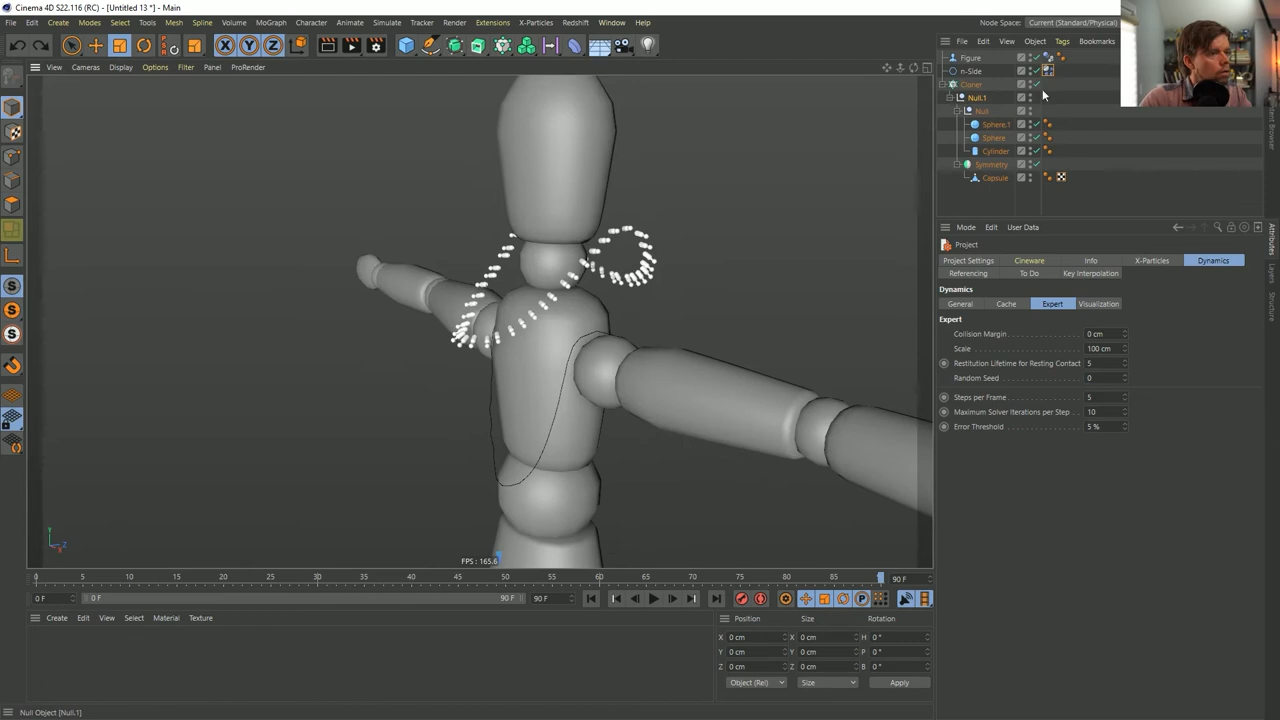 Cinema 4D S22.116 (RC) - [Untitled 13 *] - Main
File Edit Create Modes Select Tools Mesh Spline Volume MoGraph Character Animate Simulate Tracker Render Extensions X-Particles Redshift Window Help
Node Space: Current (Standard/Physical)
X Y Z
File Edit View Object Tags Bookmarks
View Cameras Display Options Filter Panel ProRender
Figure
n-Side
Cloner
Null.1
Null
Sphere.1
Sphere
Cylinder
Symmetry
Capsule
Content Browser
Mode Edit User Data
Project
Project Settings Cineware Info X-Particles Dynamics
Referencing To Do Key Interpolation
Dynamics
General Cache Expert Visualization
Expert
Collision Margin 0 cm
Scale 100 cm
Restitution Lifetime for Resting Contact 5
Random Seed 0
Steps per Frame 5
Maximum Solver Iterations per Step 10
Error Threshold 5 %
Attributes
Layers
Structure
S S S
Y
Z
X
FPS : 165.6
0 5 10 15 20 25 30 35 40 45 50 55 60 65 70 75 80 85 90 F
0 F 0 F 90 F 90 F
P
Create Edit View Select Material Texture
Position Size Rotation
X 0 cm X 0 cm H 0 °
Y 0 cm Y 0 cm P 0 °
Z 0 cm Z 0 cm B 0 °
Object (Rel) Size Apply
Null Object [Null.1]